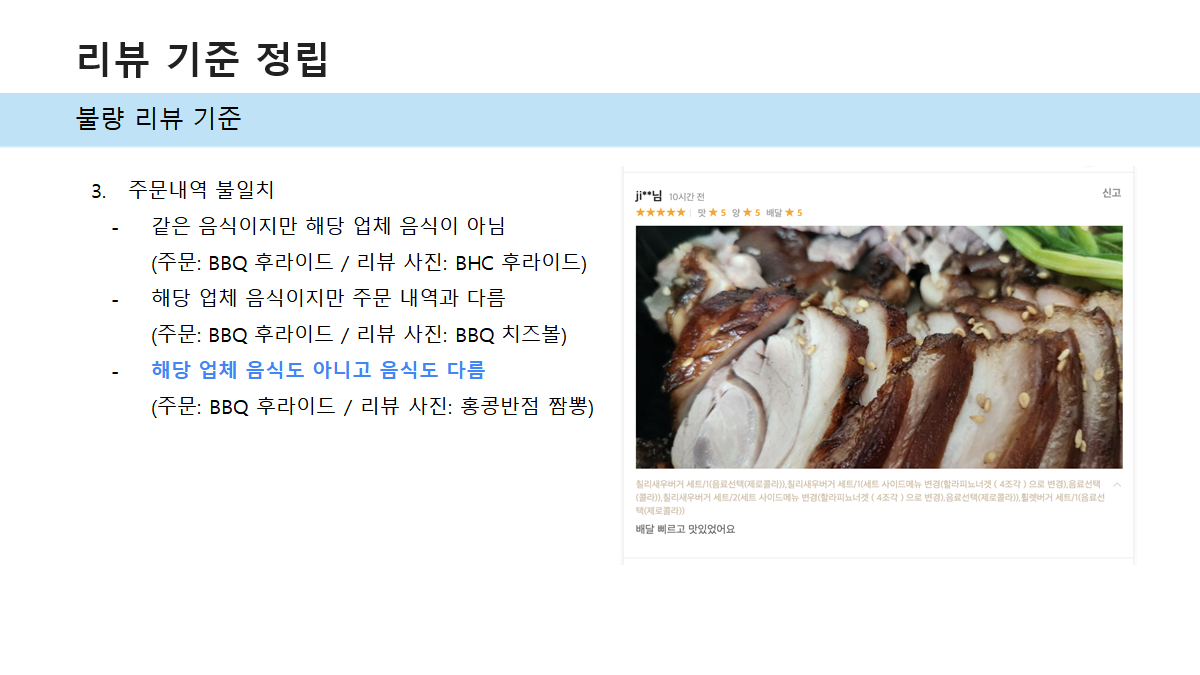 리뷰 기준 정립
불량 리뷰 기준
3. 주문내역 불일치
- 같은 음식이지만 해당 업체 음식이 아님
(주문: BBQ 후라이드 / 리뷰 사진: BHC 후라이드)
- 해당 업체 음식이지만 주문 내역과 다름
(주문: BBQ 후라이드 / 리뷰 사진: BBQ 치즈볼)
- 해당 업체 음식도 아니고 음식도 다름
(주문: BBQ 후라이드 / 리뷰 사진: 홍콩반점 짬뽕)
ji**님 10시간 전 신고
★★★★★ | 맛 ★ 5 양 ★ 5 배달 ★ 5
칠리새우버거 세트/1(음료선택(제로콜라)),칠리새우버거 세트/1(세트 사이드메뉴 변경(할라피뇨너겟 ( 4조각 ) 으로 변경),음료선택
(콜라)),칠리새우버거 세트/2(세트 사이드메뉴 변경(할라피뇨너겟 ( 4조각 ) 으로 변경),음료선택(제로콜라)),휠렛버거 세트/1(음료선
택(제로콜라))
배달 삐르고 맛있었어요